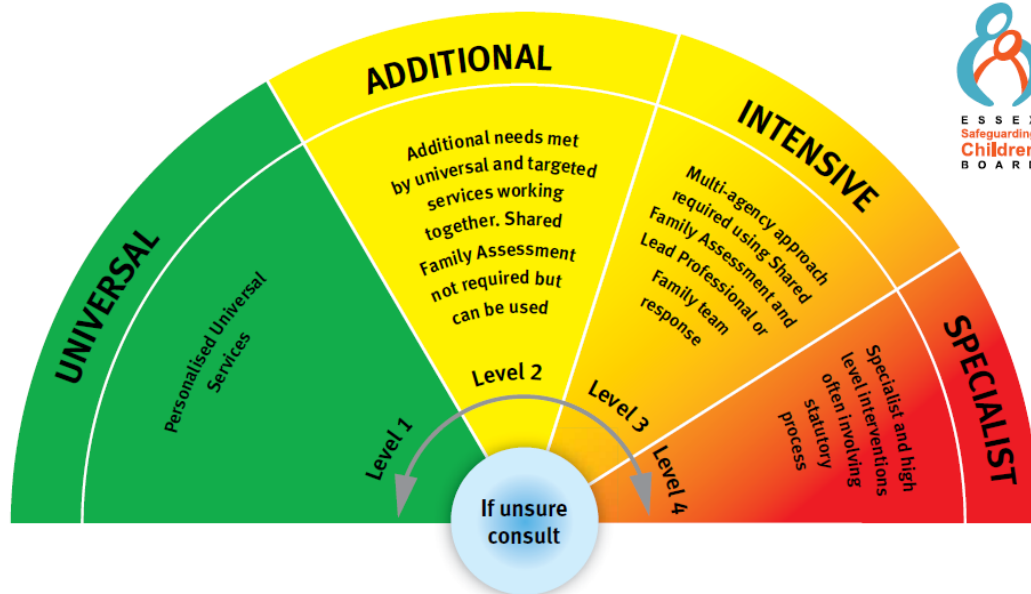 UNIVERSAL
Personalised Universal
Services
Level 1
ADDITIONAL
Additional needs met
by universal and targeted
services working
together. Shared
Family Assessment
not required but
can be used
Level 2
INTENSIVE
Multi-agency approach
required using Shared
Family Assessment and
Lead Professional or
Family team
response
Level 3
SPECIALIST
Specialist and high
level interventions
often involving
statutory
process
Level 4
If unsure
consult
ESSEX
Safeguarding
Children
BOARD